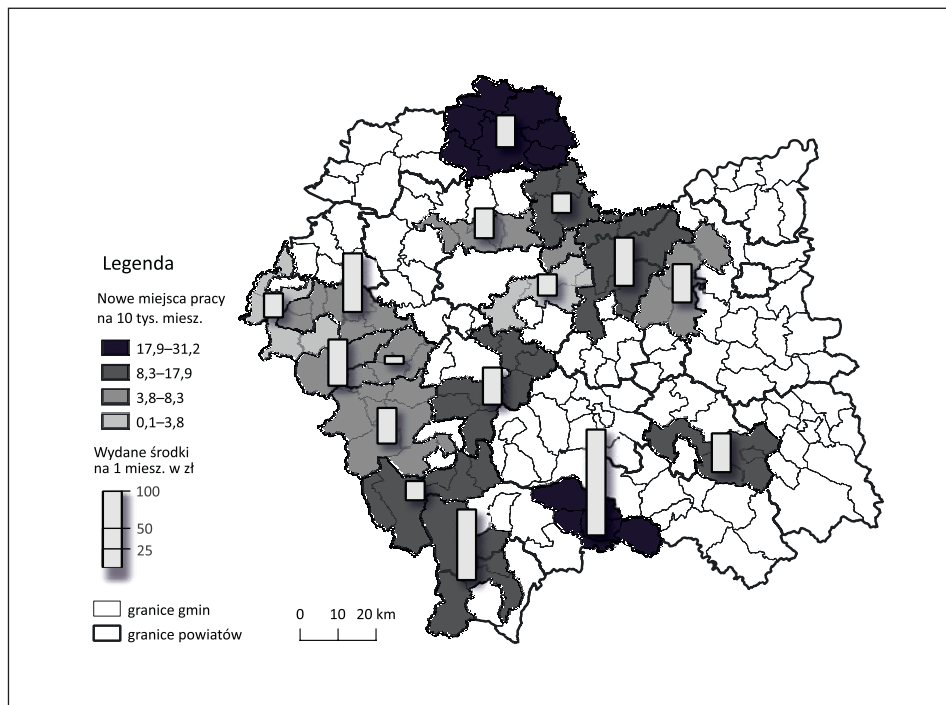 Legenda
Nowe miejsca pracy
na 10 tys. miesz.
17,9–31,2
8,3–17,9
3,8–8,3
0,1–3,8
Wydane środki
na 1 miesz. w zł
100
50
25
granice gmin
granice powiatów
0 10 20 km